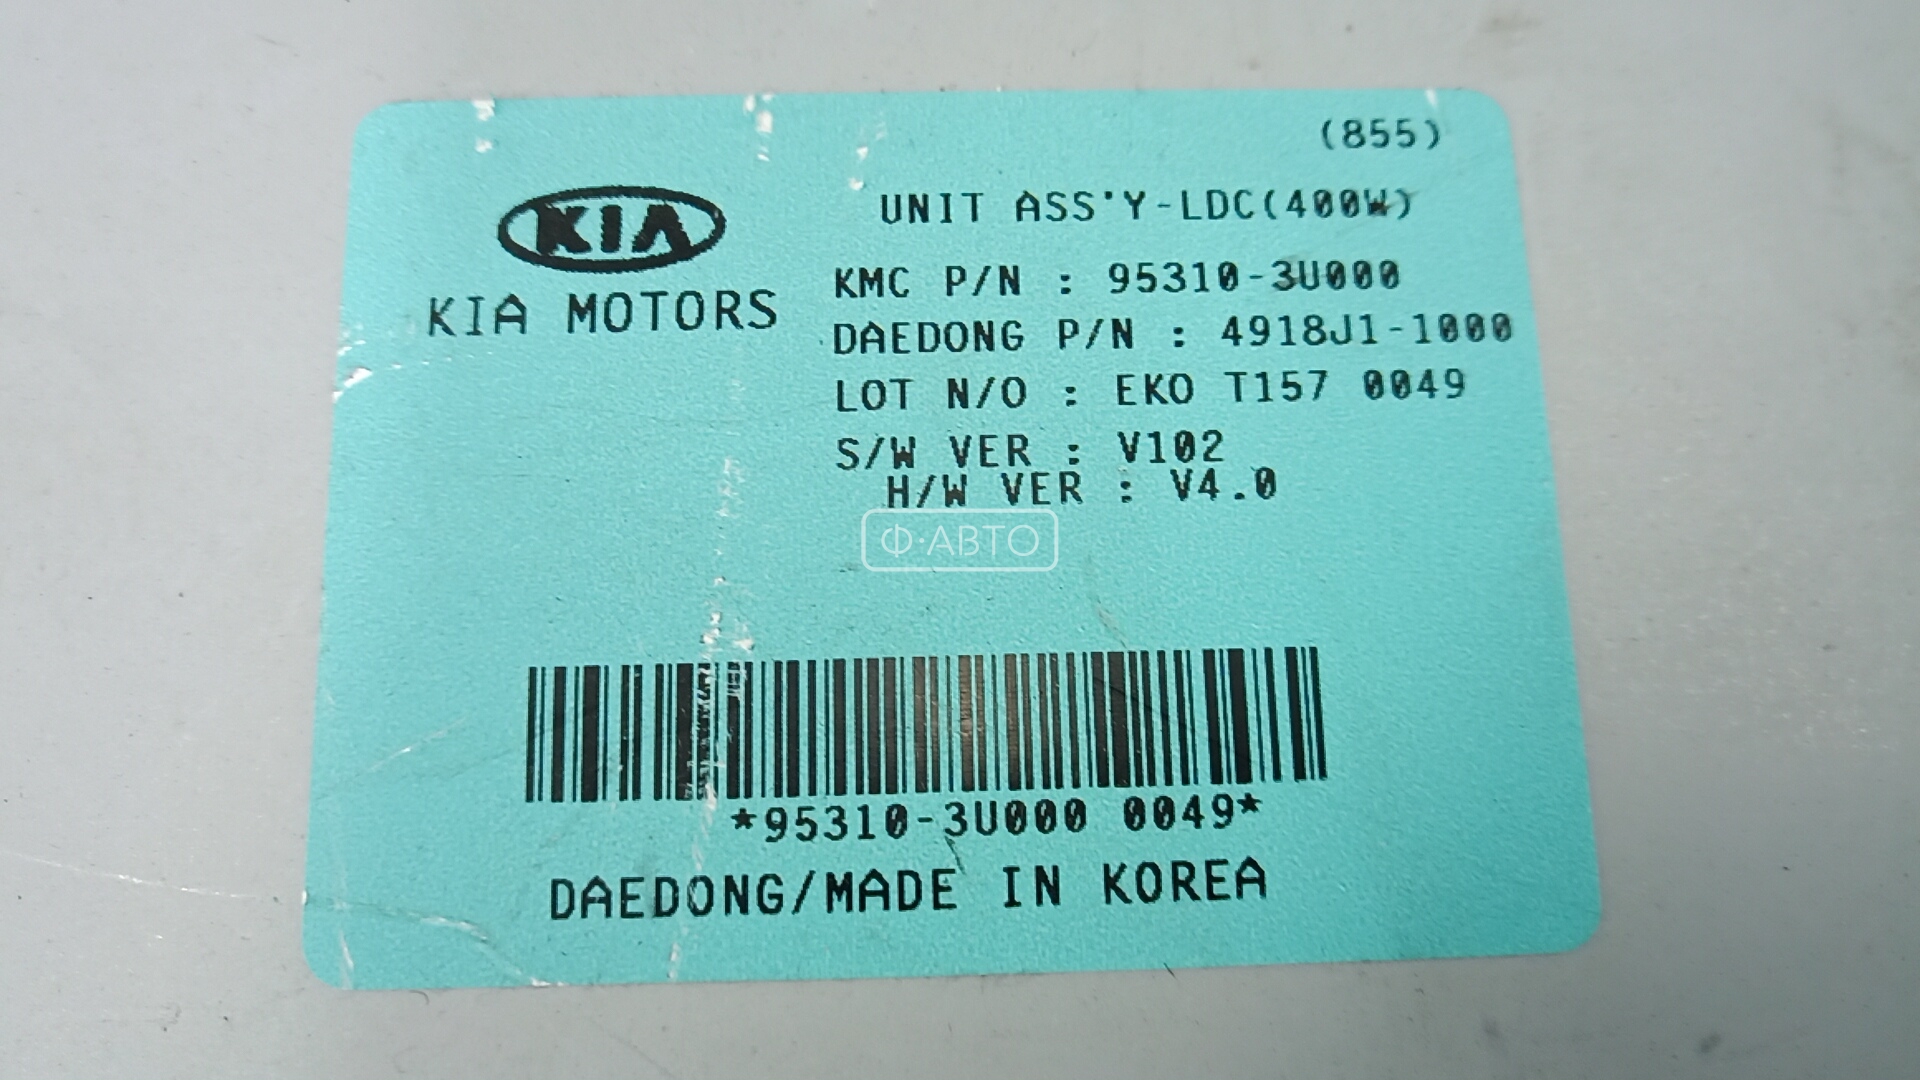 (855)
KIA
KIA MOTORS
UNIT ASS'Y-LDC(400W)
KMC P/N : 95310-3U000
DAEDONG P/N : 4918J1-1000
LOT N/O : EKO T157 0049
S/W VER : V102
H/W VER : V4.0
Ф·АВТО
*95310-3U000 0049*
DAEDONG/MADE IN KOREA